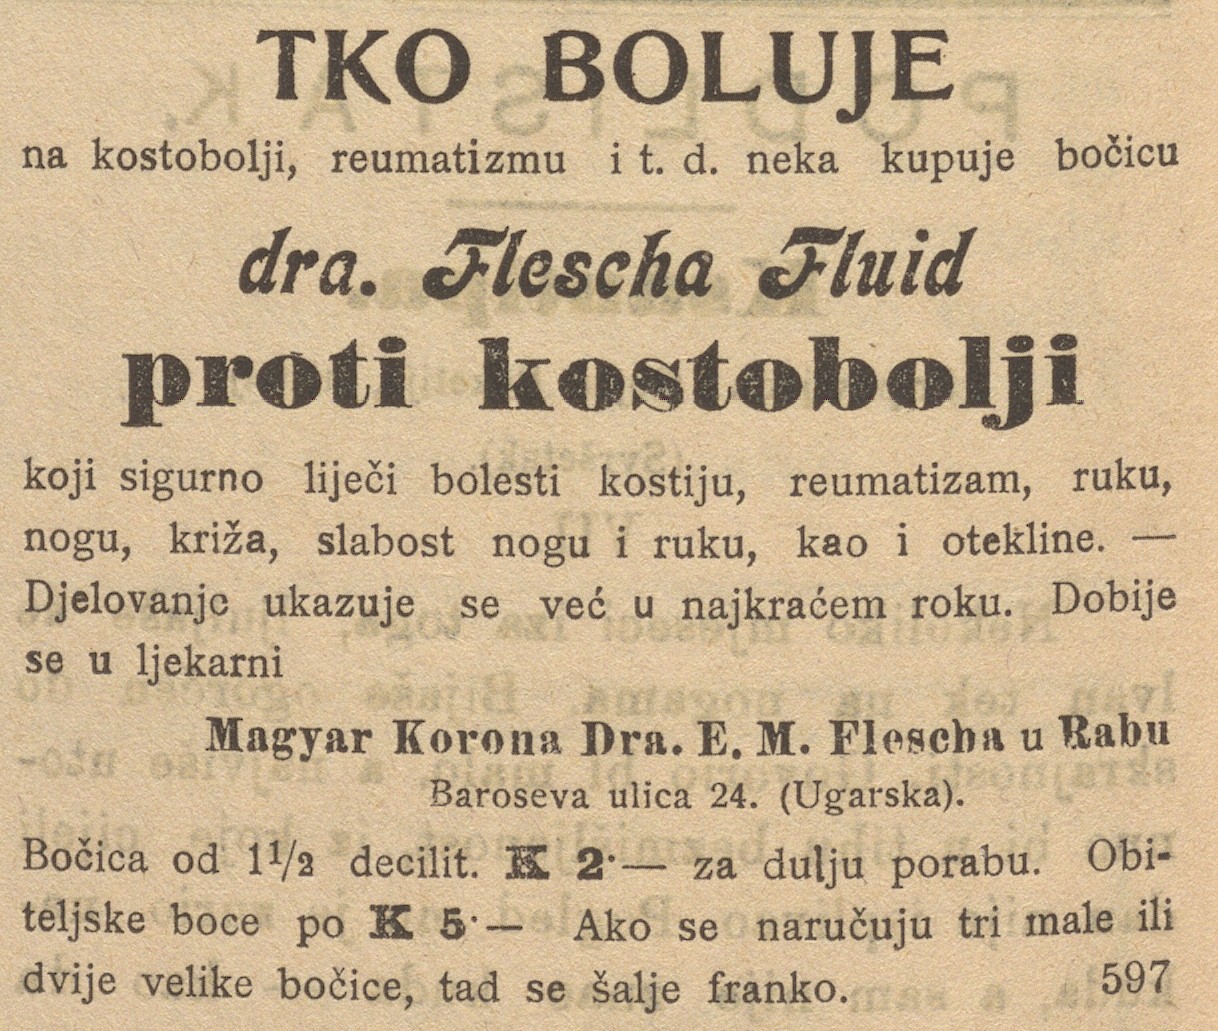 TKO BOLUJE
na kostobolji, reumatizmu i t. d. neka kupuje bočicu
dra. Flescha Fluid
proti kostobolji
koji sigurno liječi bolesti kostiju, reumatizam, ruku,
nogu, križa, slabost nogu i ruku, kao i otekline. —
Djelovanje ukazuje se već u najkraćem roku. Dobije
se u ljekarni
Magyar Korona Dra. E. M. Flescha u Rabu
Baroseva ulica 24. (Ugarska).
Bočica od 1½ decilit. K 2·— za dulju porabu. Obi-
teljske boce po K 5·— Ako se naručuju tri male ili
dvije velike bočice, tad se šalje franko. 597